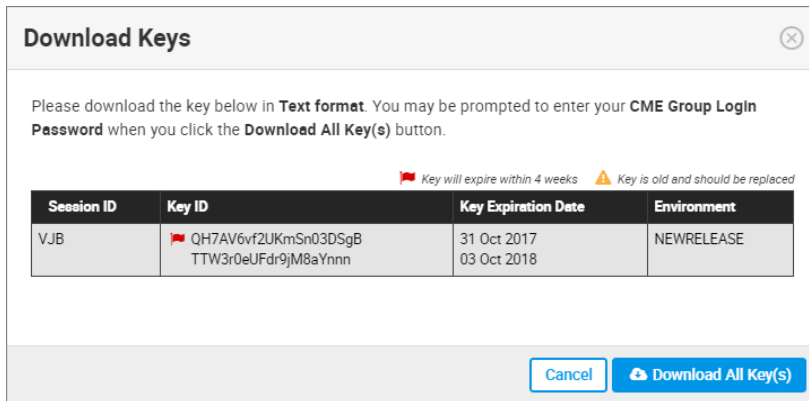 Download Keys
Please download the key below in Text format. You may be prompted to enter your CME Group Login
Password when you click the Download All Key(s) button.
Key will expire within 4 weeks Key is old and should be replaced
Session ID Key ID Key Expiration Date Environment
VJB QH7AV6vf2UKmSn03DSgB 31 Oct 2017 NEWRELEASE
TTW3r0eUFdr9jM8aYnnn 03 Oct 2018
Cancel Download All Key(s)